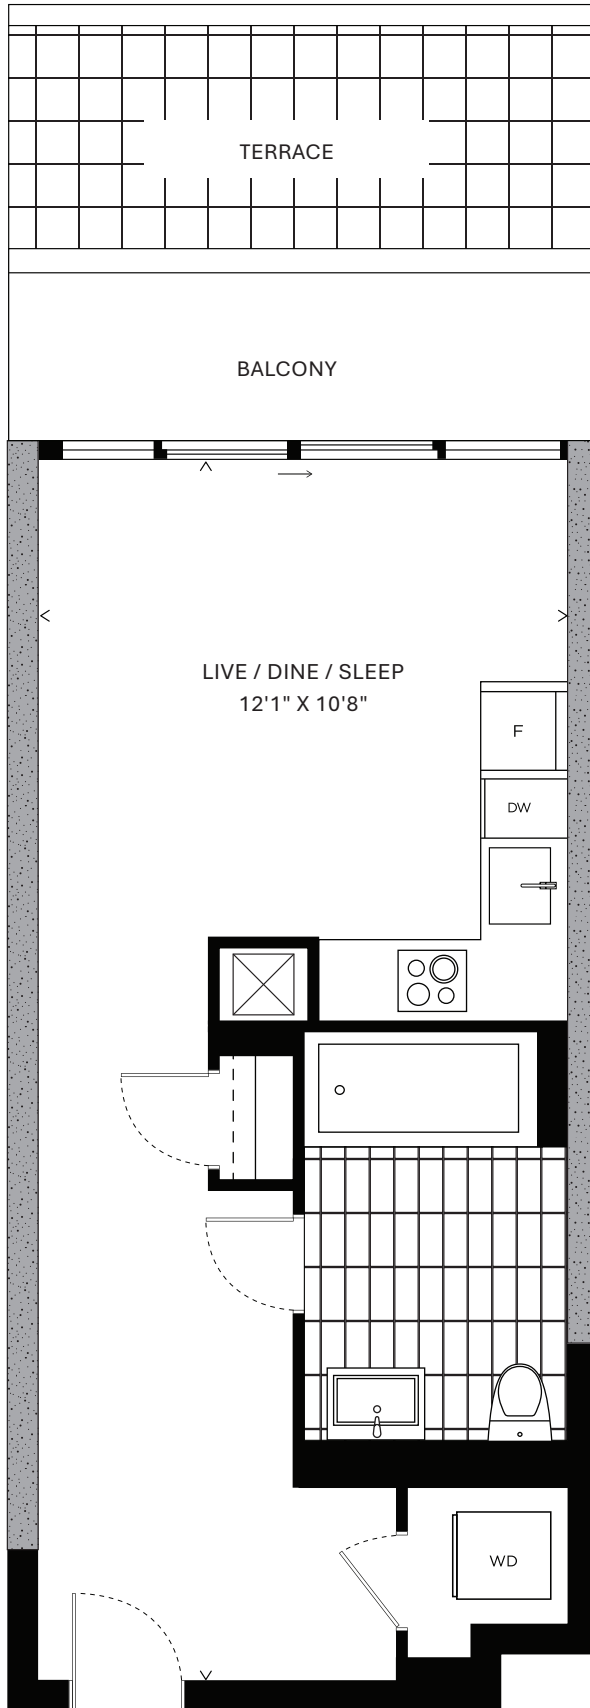 TERRACE
BALCONY
LIVE / DINE / SLEEP
12'1" X 10'8"
F
DW
WD